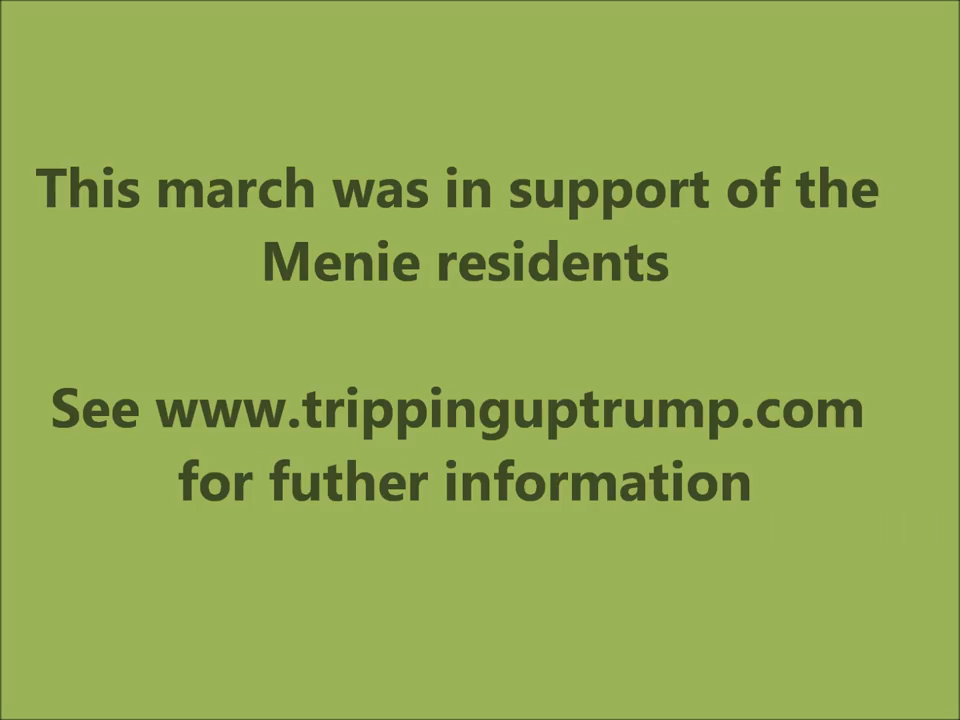 This march was in support of the
Menie residents
See www.trippinguptrump.com
for futher information